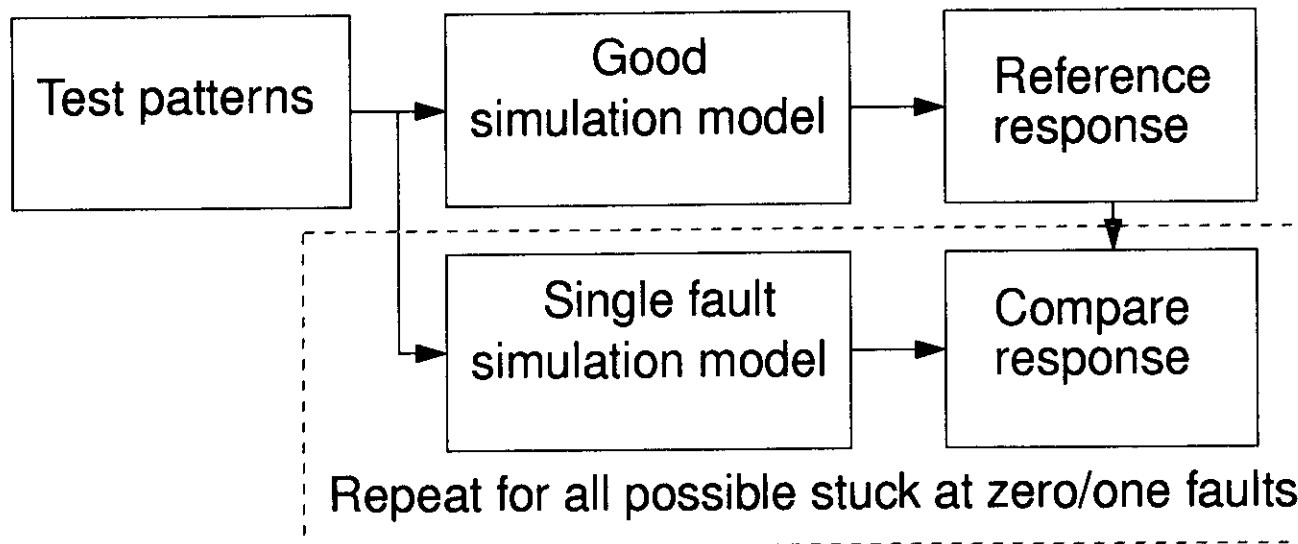 Test patterns
Good
simulation model
Reference
response
Single fault
simulation model
Compare
response
Repeat for all possible stuck at zero/one faults